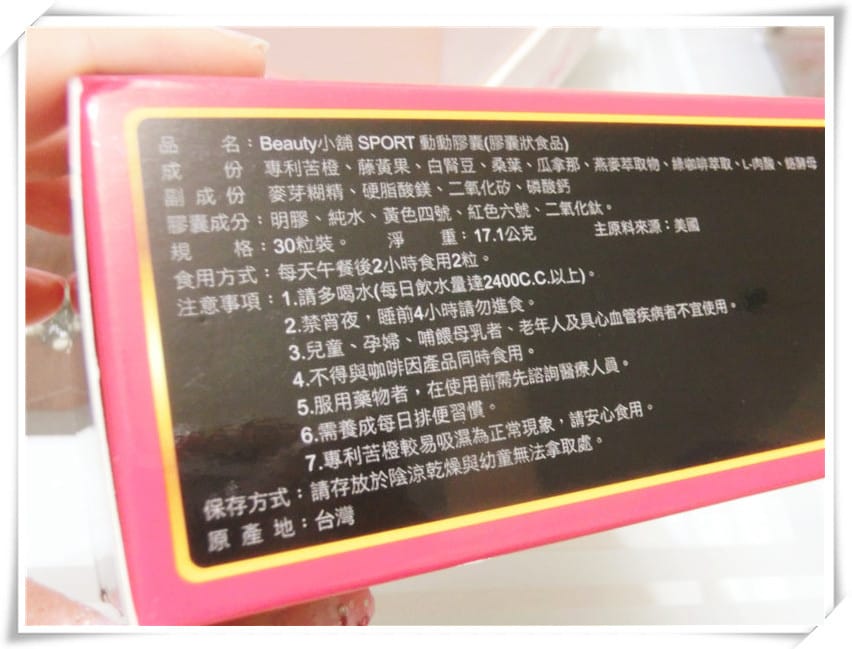 品 名：Beauty小舖 SPORT 動動膠囊(膠囊狀食品)
成 份 專利苦橙、藤黃果、白腎豆、桑葉、瓜拿那、燕麥萃取物、綠咖啡萃取、L-肉酸、鉻酵母
副 成 份 麥芽糊精、硬脂酸鎂、二氧化矽、磷酸鈣
膠囊成分：明膠、純水、黃色四號、紅色六號、二氧化鈦。
規 格：30粒裝。 淨 重：17.1公克 主原料來源：美國
食用方式：每天午餐後2小時食用2粒。
注意事項：1.請多喝水(每日飲水量達2400C.C.以上)。
2.禁宵夜，睡前4小時請勿進食。
3.兒童、孕婦、哺餵母乳者、老年人及具心血管疾病者不宜使用。
4.不得與咖啡因產品同時食用。
5.服用藥物者，在使用前需先諮詢醫療人員。
6.需養成每日排便習慣。
7.專利苦橙較易吸濕為正常現象，請安心食用。
保存方式：請存放於陰涼乾燥與幼童無法拿取處。
原 產 地：台灣